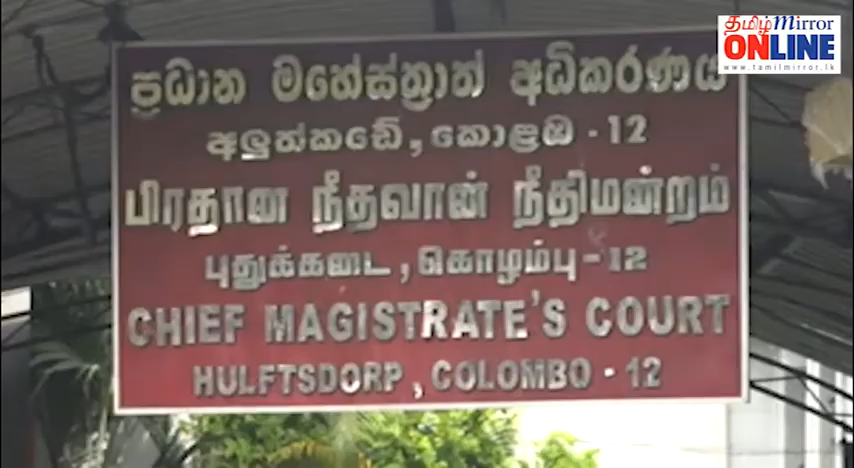 தமிழ் Mirror
ONLINE
www.tamilmirror.lk
ප්‍රධාන මහේස්ත්‍රාත් අධිකරණය
අලුත්කඩේ, කොළඹ - 12
பிரதான நீதவான் நீதிமன்றம்
புதுக்கடை, கொழம்பு - 12
CHIEF MAGISTRATE'S COURT
HULFTSDORP, COLOMBO - 12